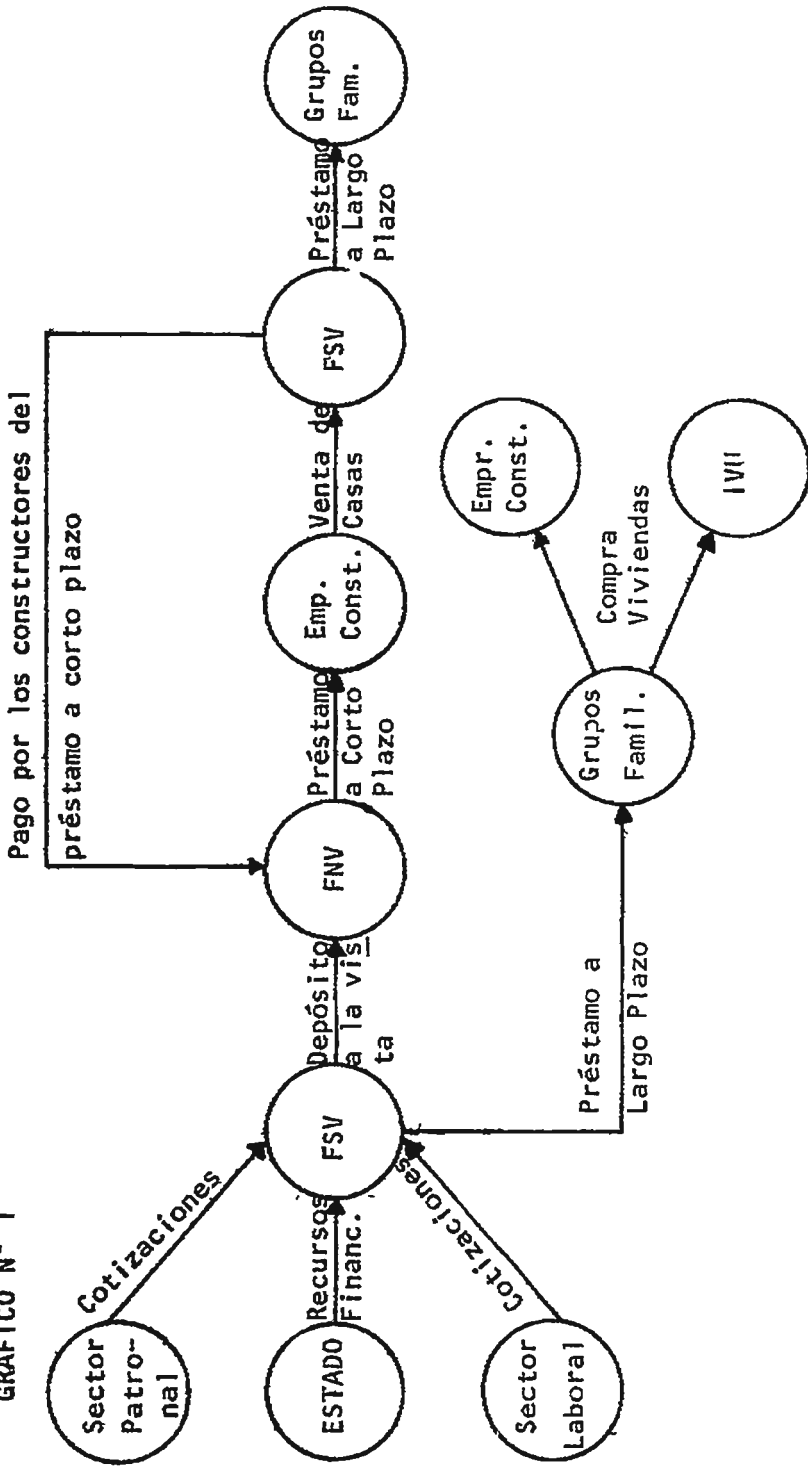 GRAFICO N° 1
Pago por los constructores del
préstamo a corto plazo
Sector
Patro-
nal
Cotizaciones
ESTADO
Recursos
Financ.
Sector
Laboral
Cotizaciones
FSV
Depósito
a la vis
ta
FNV
Préstamo
a Corto
Plazo
Emp.
Const.
Venta de
Casas
FSV
Préstamo
a Largo
Plazo
Grupos
Fam.
Préstamo a
Largo Plazo
Grupos
Famil.
Compra
Viviendas
Empr.
Const.
IVU